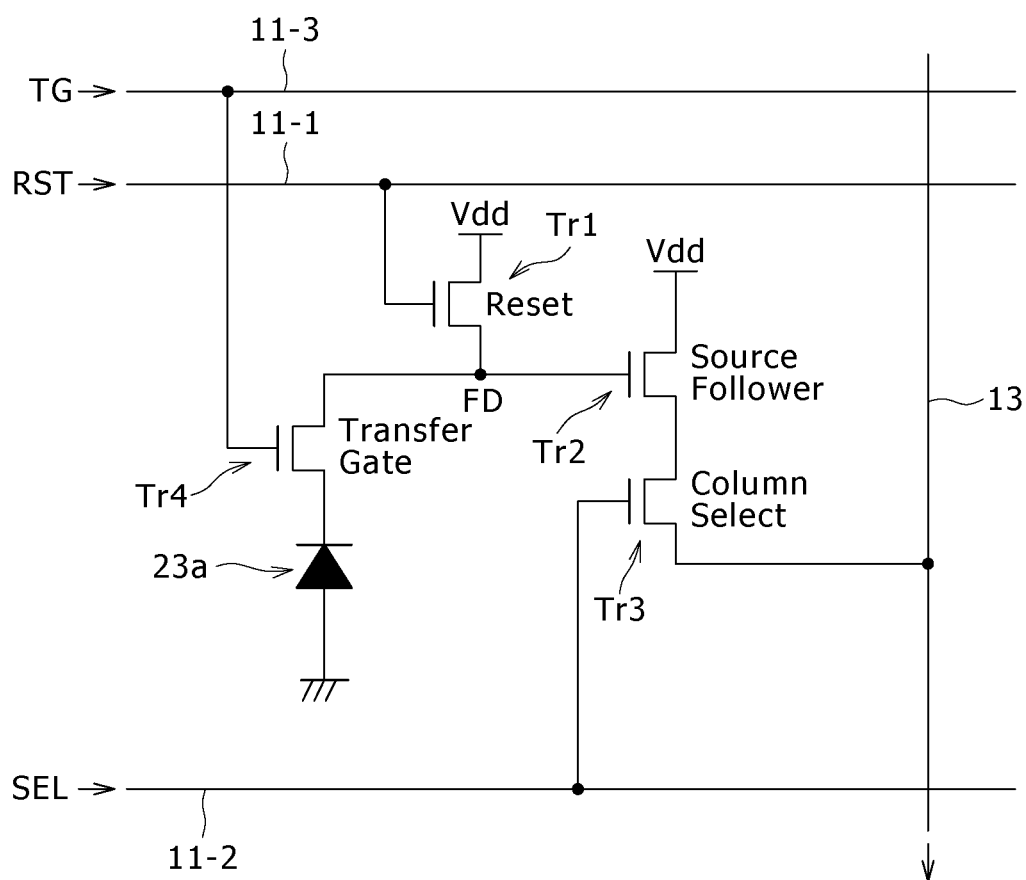 11-3
TG
11-1
RST
Vdd
Tr1
Vdd
Reset
Source
Follower
FD
13
Transfer
Gate
Tr2
Tr4
Column
Select
23a
Tr3
SEL
11-2